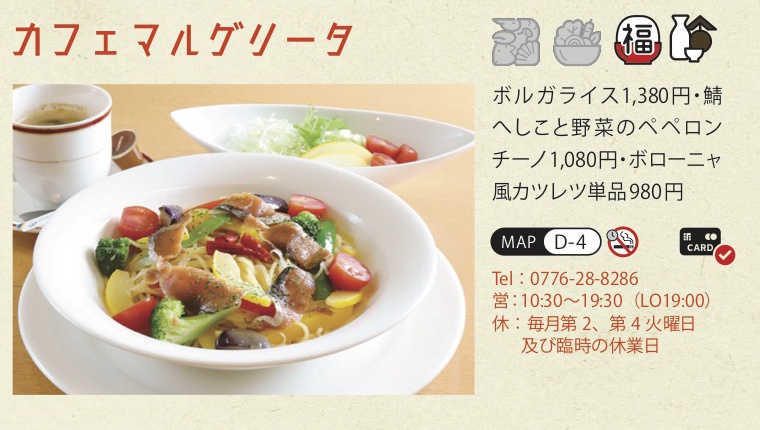 カフェマルグリータ
福
ボルガライス1,380円・鯖
へしこと野菜のペペロン
チーノ1,080円・ボローニャ
風カツレツ単品980円
MAP D-4
CARD
Tel：0776-28-8286
営：10:30～19:30（LO19:00）
休：毎月第2、第4火曜日
及び臨時の休業日